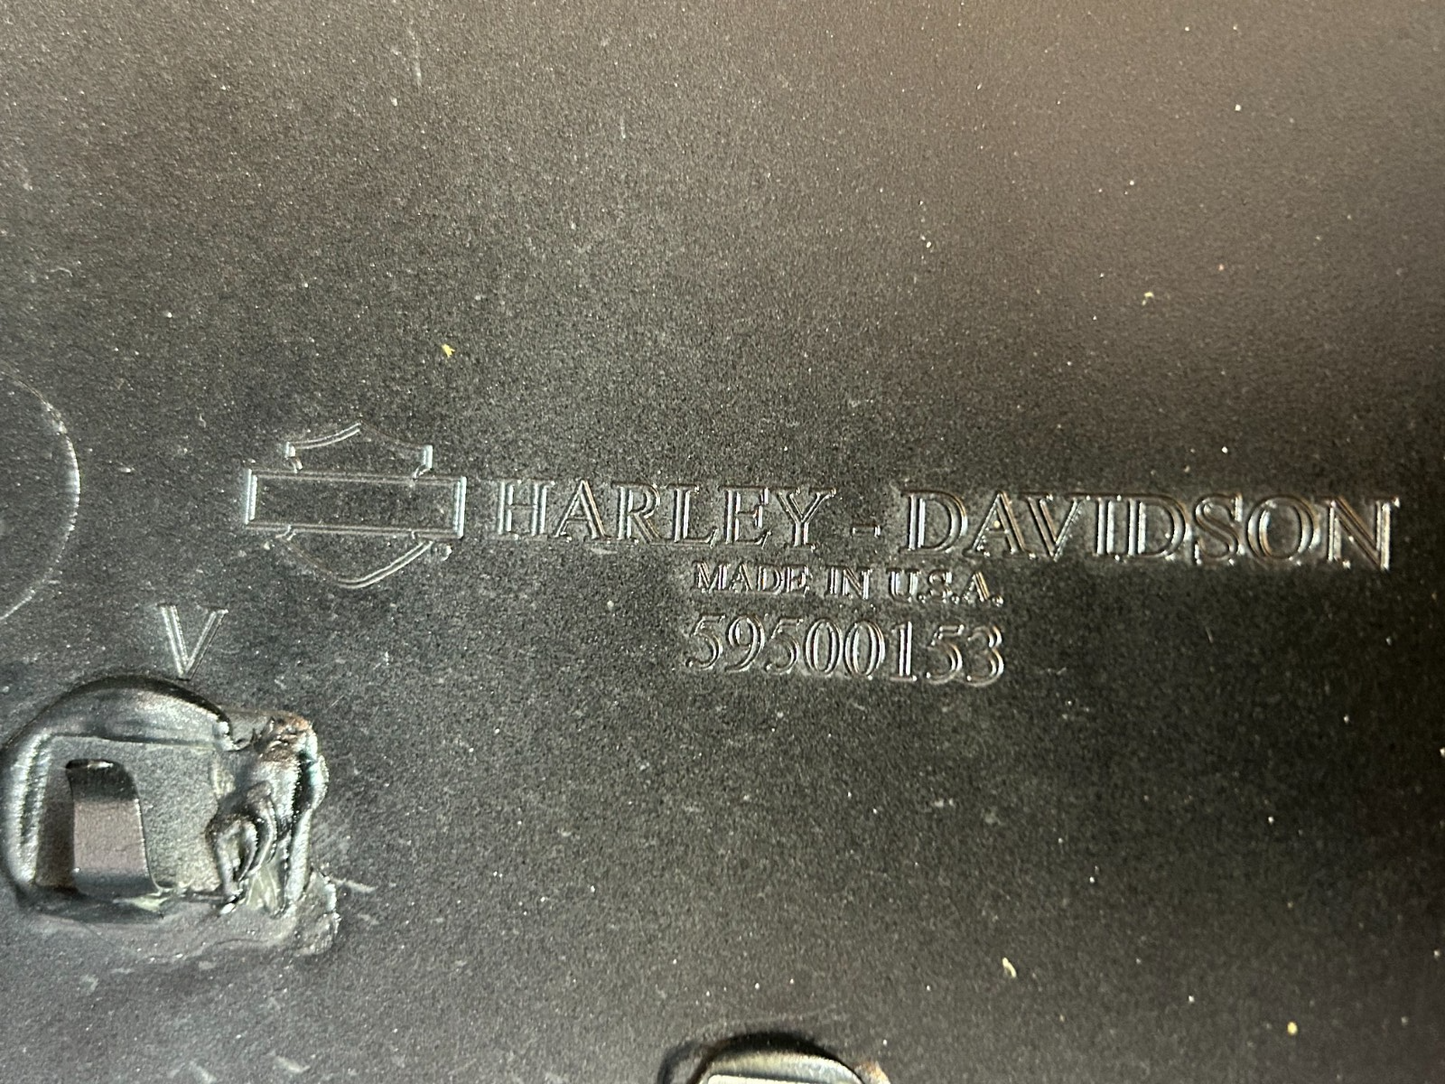 HARLEY - DAVIDSON
MADE IN U.S.A.
59500153
V